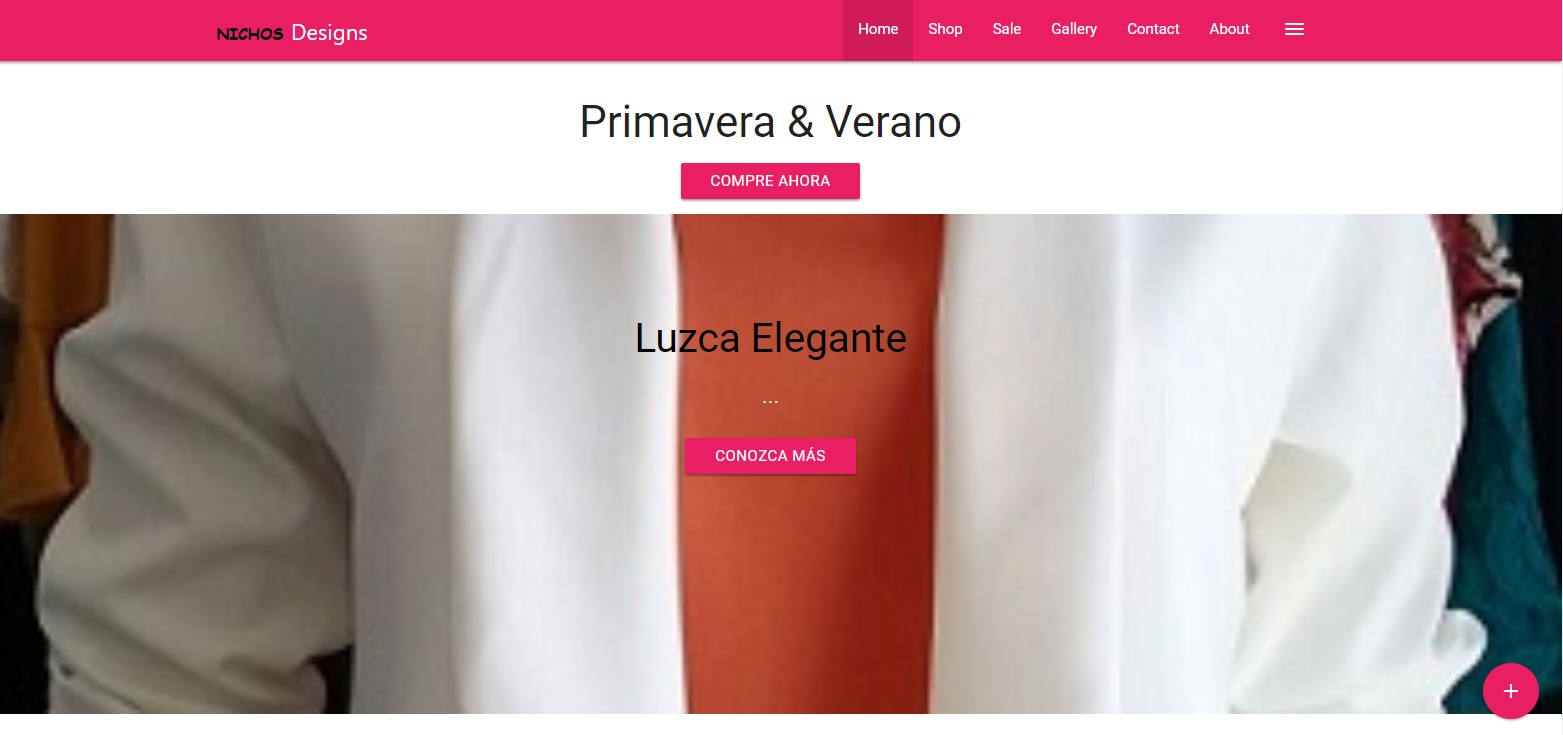 NICHOS Designs
Home Shop Sale Gallery Contact About
Primavera & Verano
COMPRE AHORA
Luzca Elegante
...
CONOZCA MÁS
+